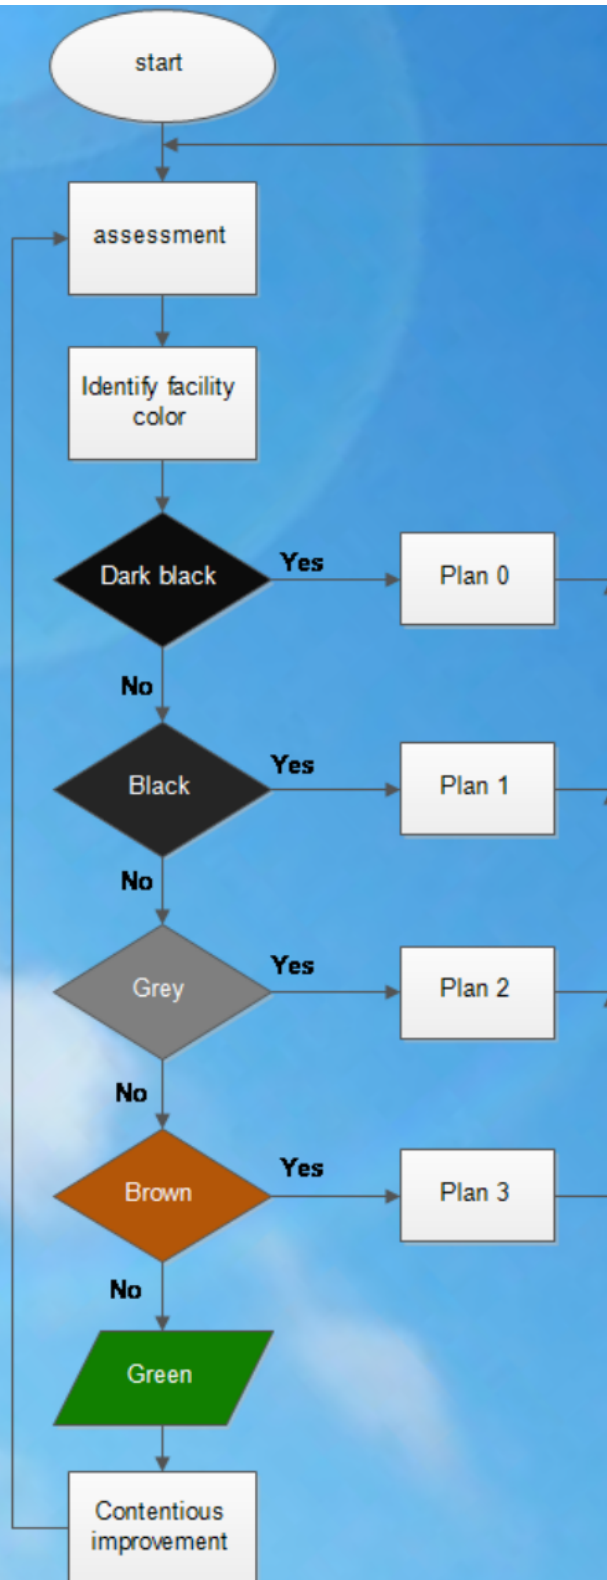 start
assessment
Identify facility
color
Dark black
Yes
Plan 0
No
Black
Yes
Plan 1
No
Grey
Yes
Plan 2
No
Brown
Yes
Plan 3
No
Green
Contentious
improvement